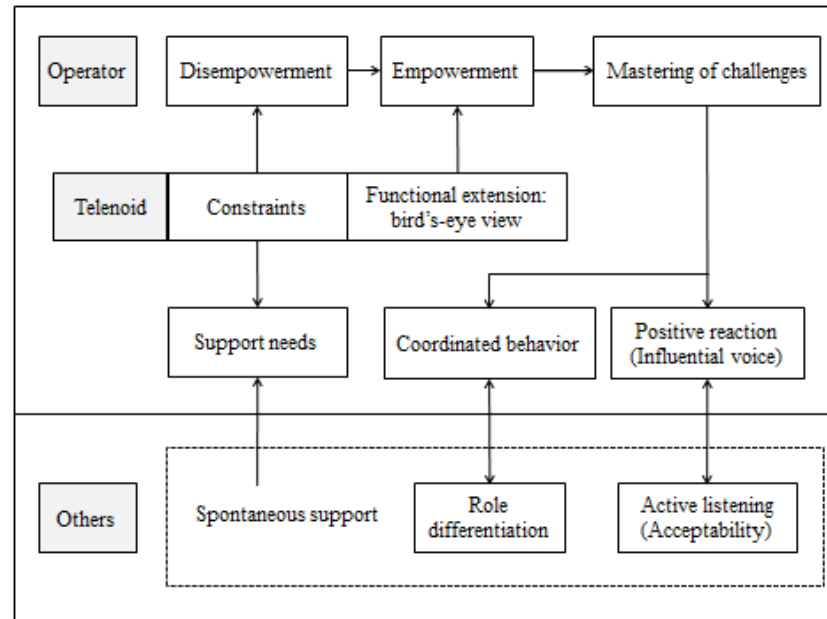 Operator
Disempowerment
Empowerment
Mastering of challenges
Telenoid
Constraints
Functional extension:
bird's-eye view
Support needs
Coordinated behavior
Positive reaction
(Influential voice)
Others
Spontaneous support
Role
differentiation
Active listening
(Acceptability)